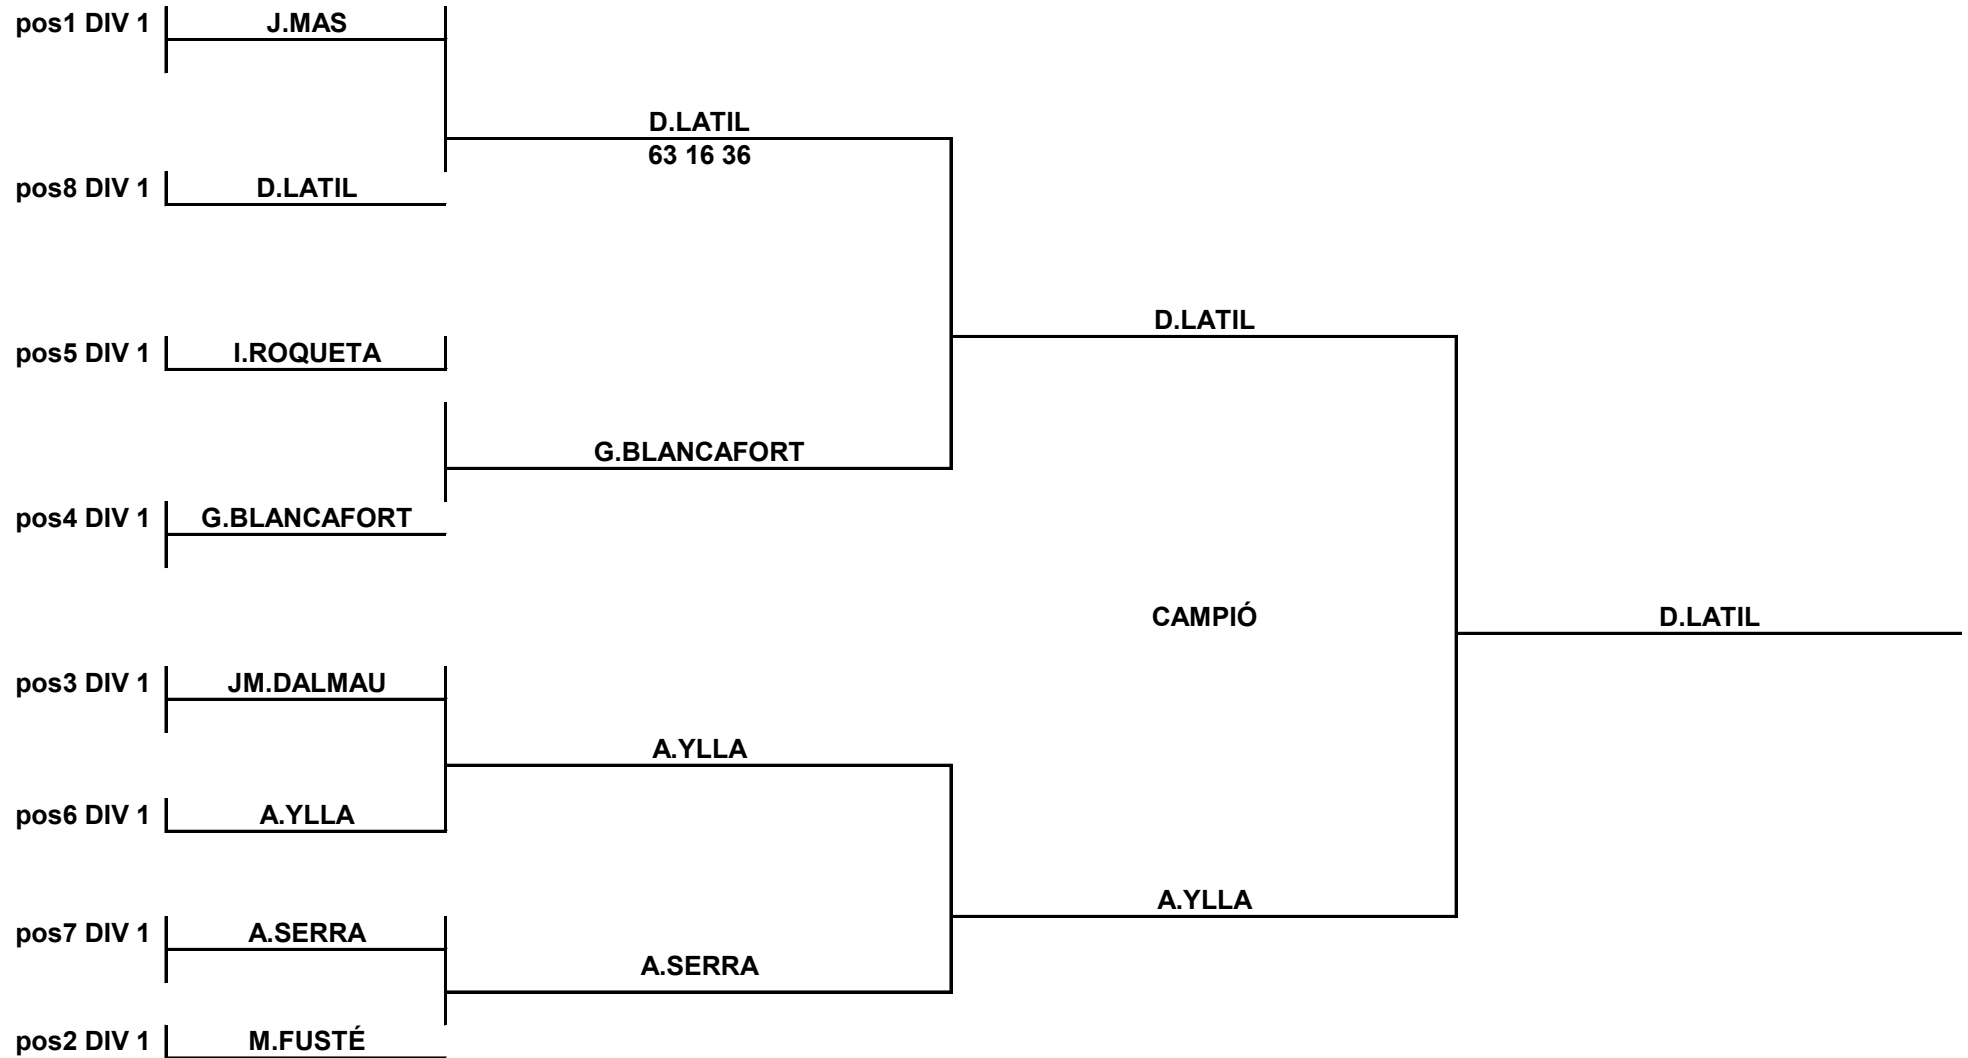 pos1 DIV 1 J.MAS
D.LATIL
63 16 36
pos8 DIV 1 D.LATIL
D.LATIL
pos5 DIV 1 I.ROQUETA
G.BLANCAFORT
pos4 DIV 1 G.BLANCAFORT
CAMPIÓ D.LATIL
pos3 DIV 1 JM.DALMAU
A.YLLA
pos6 DIV 1 A.YLLA
A.YLLA
pos7 DIV 1 A.SERRA
A.SERRA
pos2 DIV 1 M.FUSTÉ